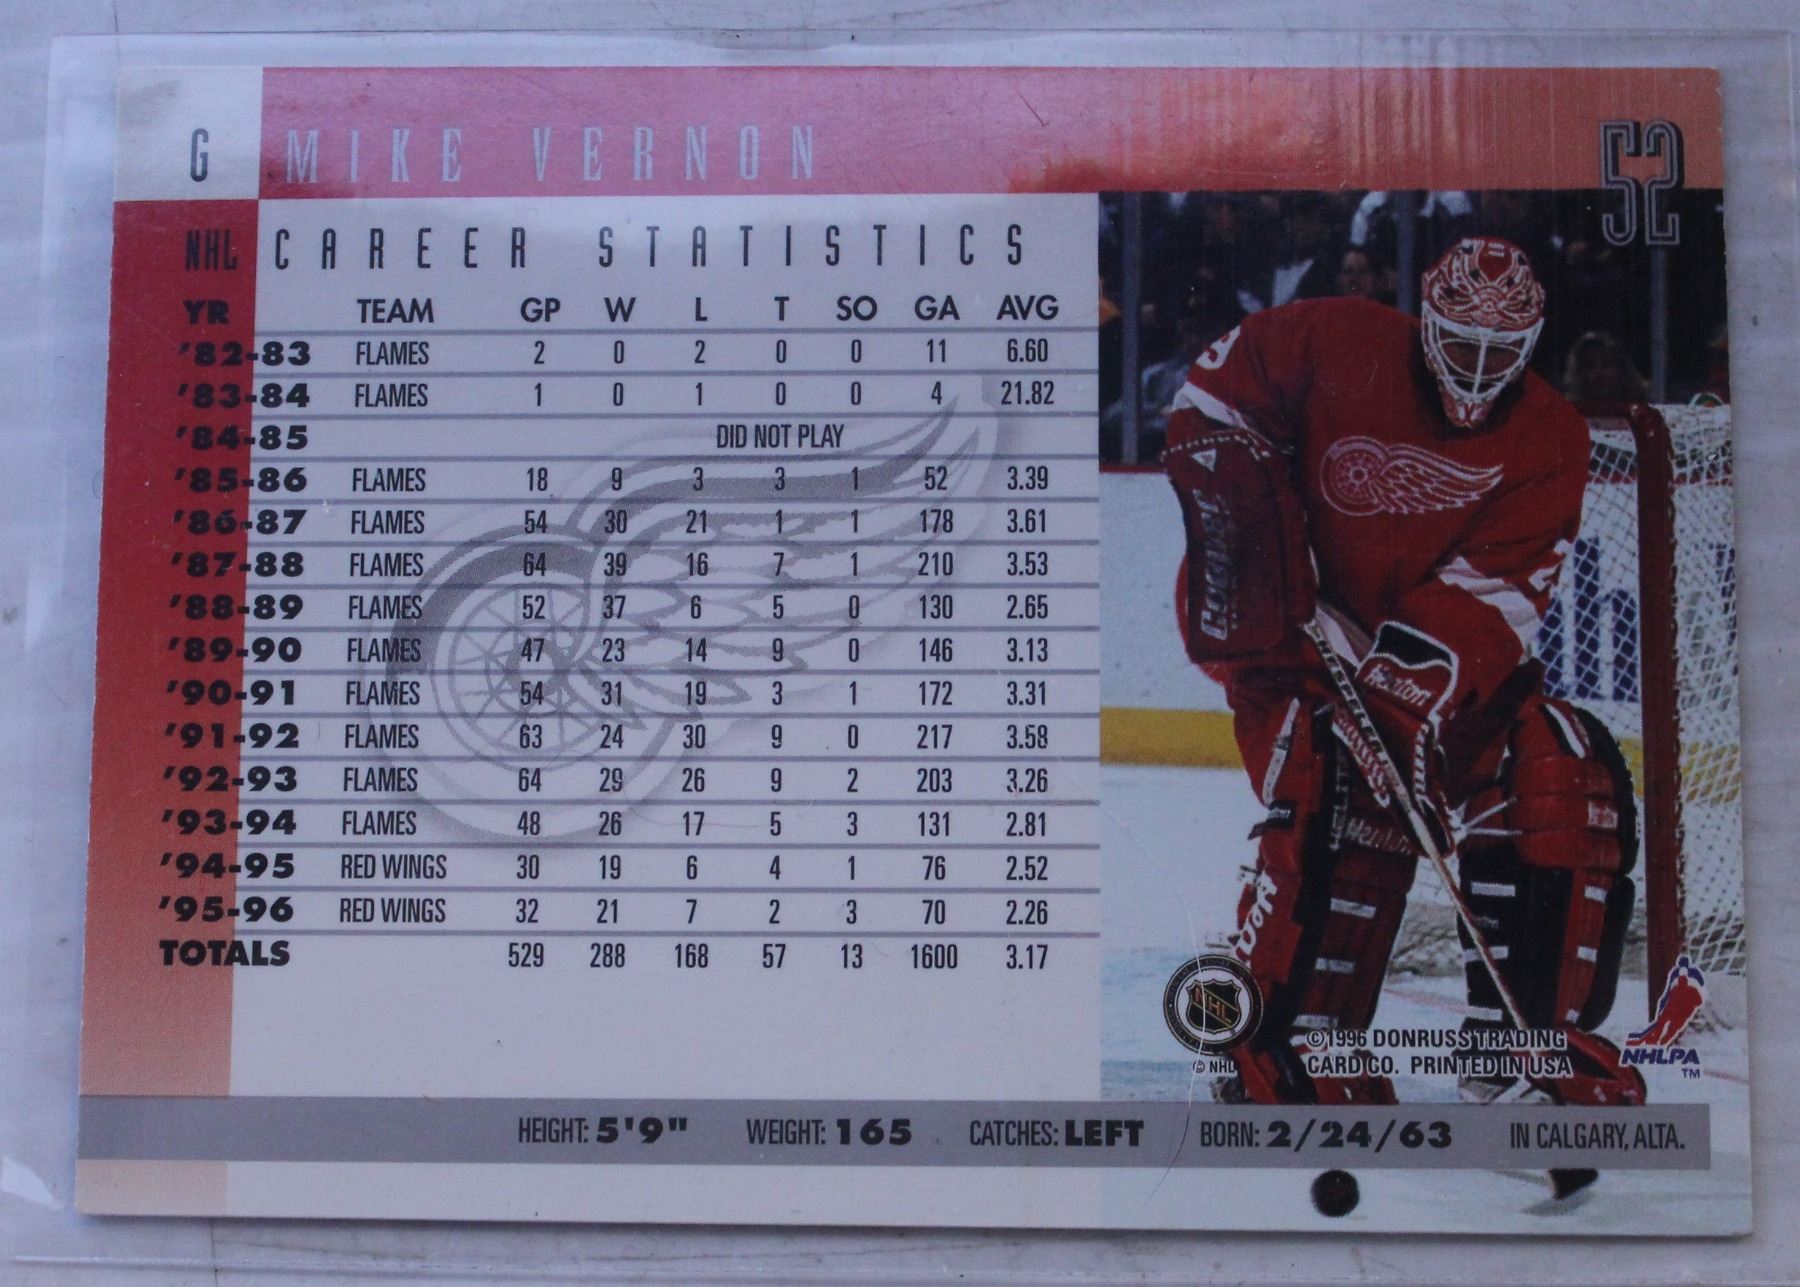 G MIKE VERNON 52
NHL CAREER STATISTICS
YR TEAM GP W L T SO GA AVG
'82-83 FLAMES 2 0 2 0 0 11 6.60
'83-84 FLAMES 1 0 1 0 0 4 21.82
'84-85 DID NOT PLAY
'85-86 FLAMES 18 9 3 3 1 52 3.39
'86-87 FLAMES 54 30 21 1 1 178 3.61
'87-88 FLAMES 64 39 16 7 1 210 3.53
'88-89 FLAMES 52 37 6 5 0 130 2.65
'89-90 FLAMES 47 23 14 9 0 146 3.13
'90-91 FLAMES 54 31 19 3 1 172 3.31
'91-92 FLAMES 63 24 30 9 0 217 3.58
'92-93 FLAMES 64 29 26 9 2 203 3.26
'93-94 FLAMES 48 26 17 5 3 131 2.81
'94-95 RED WINGS 30 19 6 4 1 76 2.52
'95-96 RED WINGS 32 21 7 2 3 70 2.26
TOTALS 529 288 168 57 13 1600 3.17
NHL
© NHL
©1996 DONRUSS TRADING
CARD CO. PRINTED IN USA
NHLPA
TM
HEIGHT: 5'9" WEIGHT: 165 CATCHES: LEFT BORN: 2/24/63 IN CALGARY, ALTA.